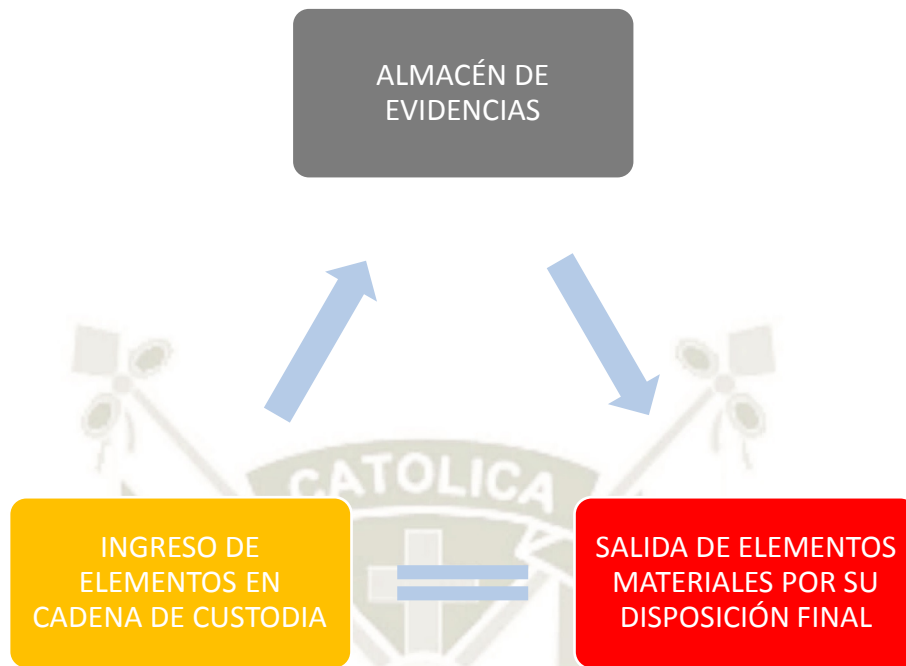 ALMACÉN DE
EVIDENCIAS
CATOLICA
INGRESO DE
ELEMENTOS EN
CADENA DE CUSTODIA
SALIDA DE ELEMENTOS
MATERIALES POR SU
DISPOSICIÓN FINAL